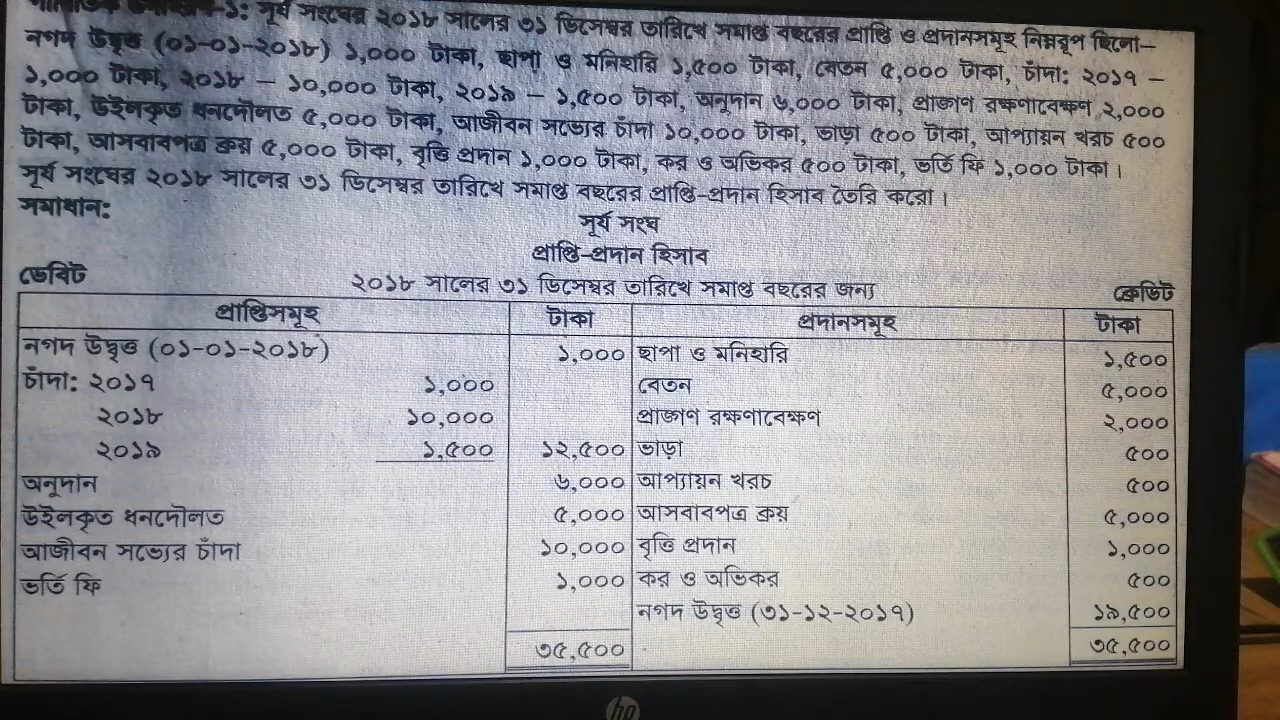 -১: সূর্য সংঘের ২০১৮ সালের ৩১ ডিসেম্বর তারিখে সমাপ্ত বছরের প্রাপ্তি ও প্রদানসমূহ নিম্নরূপ ছিলো—
নগদ উদ্বৃত্ত (০১-০১-২০১৮) ১,০০০ টাকা, ছাপা ও মনিহারি ১,৫০০ টাকা, বেতন ৫,০০০ টাকা, চাঁদা: ২০১৭ –
১,০০০ টাকা, ২০১৮ – ১০,০০০ টাকা, ২০১৯ – ১,৫০০ টাকা, অনুদান ৬,০০০ টাকা, প্রাঙ্গণ রক্ষণাবেক্ষণ ২,০০০
টাকা, উইলকৃত ধনদৌলত ৫,০০০ টাকা, আজীবন সভ্যের চাঁদা ১০,০০০ টাকা, ভাড়া ৫০০ টাকা, আপ্যায়ন খরচ ৫০০
টাকা, আসবাবপত্র ক্রয় ৫,০০০ টাকা, বৃত্তি প্রদান ১,০০০ টাকা, কর ও অভিকর ৫০০ টাকা, ভর্তি ফি ১,০০০ টাকা।
সূর্য সংঘের ২০১৮ সালের ৩১ ডিসেম্বর তারিখে সমাপ্ত বছরের প্রাপ্তি-প্রদান হিসাব তৈরি করো।
সমাধান:
সূর্য সংঘ
প্রাপ্তি-প্রদান হিসাব
ডেবিট ২০১৮ সালের ৩১ ডিসেম্বর তারিখে সমাপ্ত বছরের জন্য ক্রেডিট
প্রাপ্তিসমূহ টাকা প্রদানসমূহ টাকা
নগদ উদ্বৃত্ত (০১-০১-২০১৮) ১,০০০ ছাপা ও মনিহারি ১,৫০০
চাঁদা: ২০১৭ ১,০০০ বেতন ৫,০০০
২০১৮ ১০,০০০ প্রাঙ্গণ রক্ষণাবেক্ষণ ২,০০০
২০১৯ ১,৫০০ ১২,৫০০ ভাড়া ৫০০
অনুদান ৬,০০০ আপ্যায়ন খরচ ৫০০
উইলকৃত ধনদৌলত ৫,০০০ আসবাবপত্র ক্রয় ৫,০০০
আজীবন সভ্যের চাঁদা ১০,০০০ বৃত্তি প্রদান ১,০০০
ভর্তি ফি ১,০০০ কর ও অভিকর ৫০০
নগদ উদ্বৃত্ত (৩১-১২-২০১৭) ১৯,৫০০
৩৫,৫০০ ৩৫,৫০০
hp